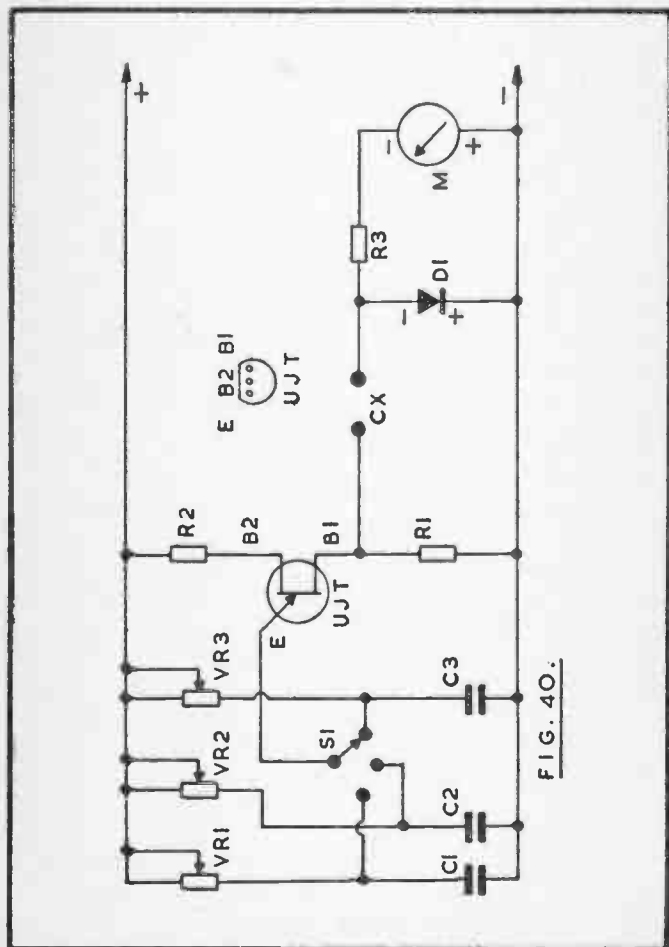 +
VR1
VR2
VR3
R2
E B2 B1
UJT
B2
E
B1
UJT
S1
CX
R3
-
M
+
-
D1
+
R1
C1
C2
C3
-
FIG. 40.